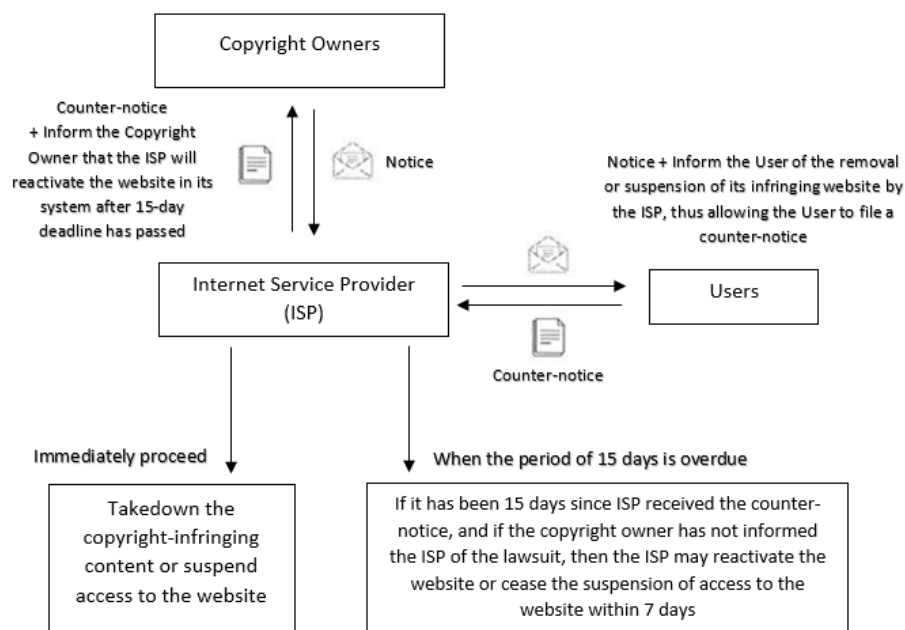 Copyright Owners
Counter-notice
+ Inform the Copyright
Owner that the ISP will
reactivate the website in its
system after 15-day
deadline has passed
Notice
Notice + Inform the User of the removal
or suspension of its infringing website by
the ISP, thus allowing the User to file a
counter-notice
Internet Service Provider
(ISP)
Users
Counter-notice
Immediately proceed
When the period of 15 days is overdue
Takedown the
copyright-infringing
content or suspend
access to the website
If it has been 15 days since ISP received the counter-
notice, and if the copyright owner has not informed
the ISP of the lawsuit, then the ISP may reactivate the
website or cease the suspension of access to the
website within 7 days